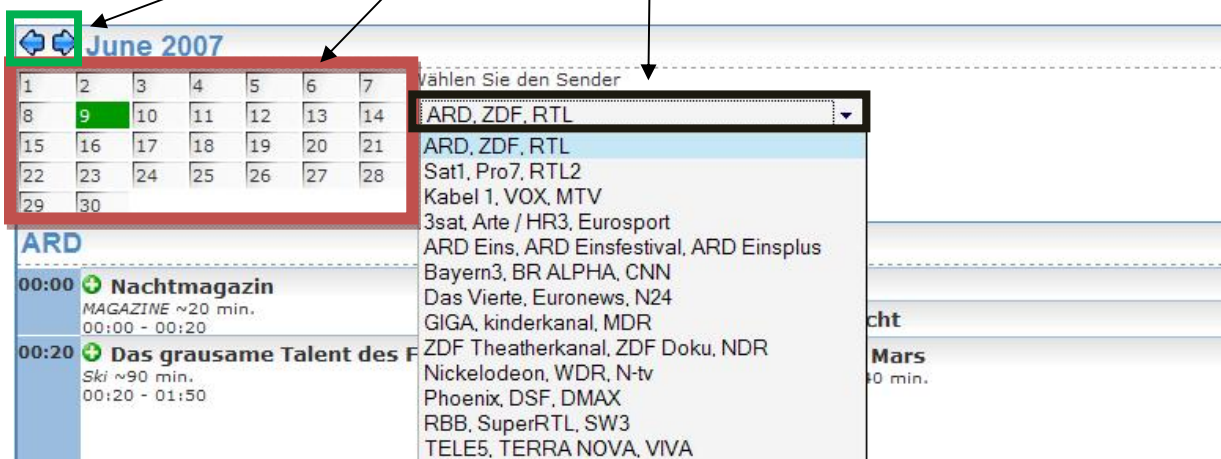 June 2007
1 2 3 4 5 6 7
8 9 10 11 12 13 14
15 16 17 18 19 20 21
22 23 24 25 26 27 28
29 30
Wählen Sie den Sender
ARD, ZDF, RTL
ARD, ZDF, RTL
Sat1, Pro7, RTL2
Kabel 1, VOX, MTV
3sat, Arte / HR3, Eurosport
ARD Eins, ARD Einsfestival, ARD Einsplus
Bayern3, BR ALPHA, CNN
Das Vierte, Euronews, N24
GIGA, kinderkanal, MDR
ZDF Theatherkanal, ZDF Doku, NDR
Nickelodeon, WDR, N-tv
Phoenix, DSF, DMAX
RBB, SuperRTL, SW3
TELE5, TERRA NOVA, VIVA
ARD
00:00 Nachtmagazin
MAGAZINE ~20 min.
00:00 - 00:20
cht
00:20 Das grausame Talent des F
Ski ~90 min.
00:20 - 01:50
Mars
40 min.